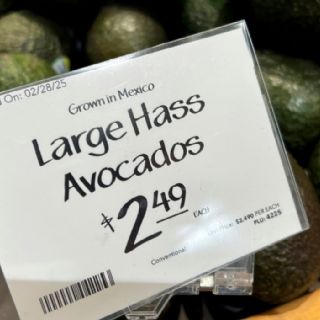 On: 02/28/25
Grown in Mexico
Large Hass
Avocados
$2.49 EACH
$2.490 PER EACH
PLU: 4225
Conventional